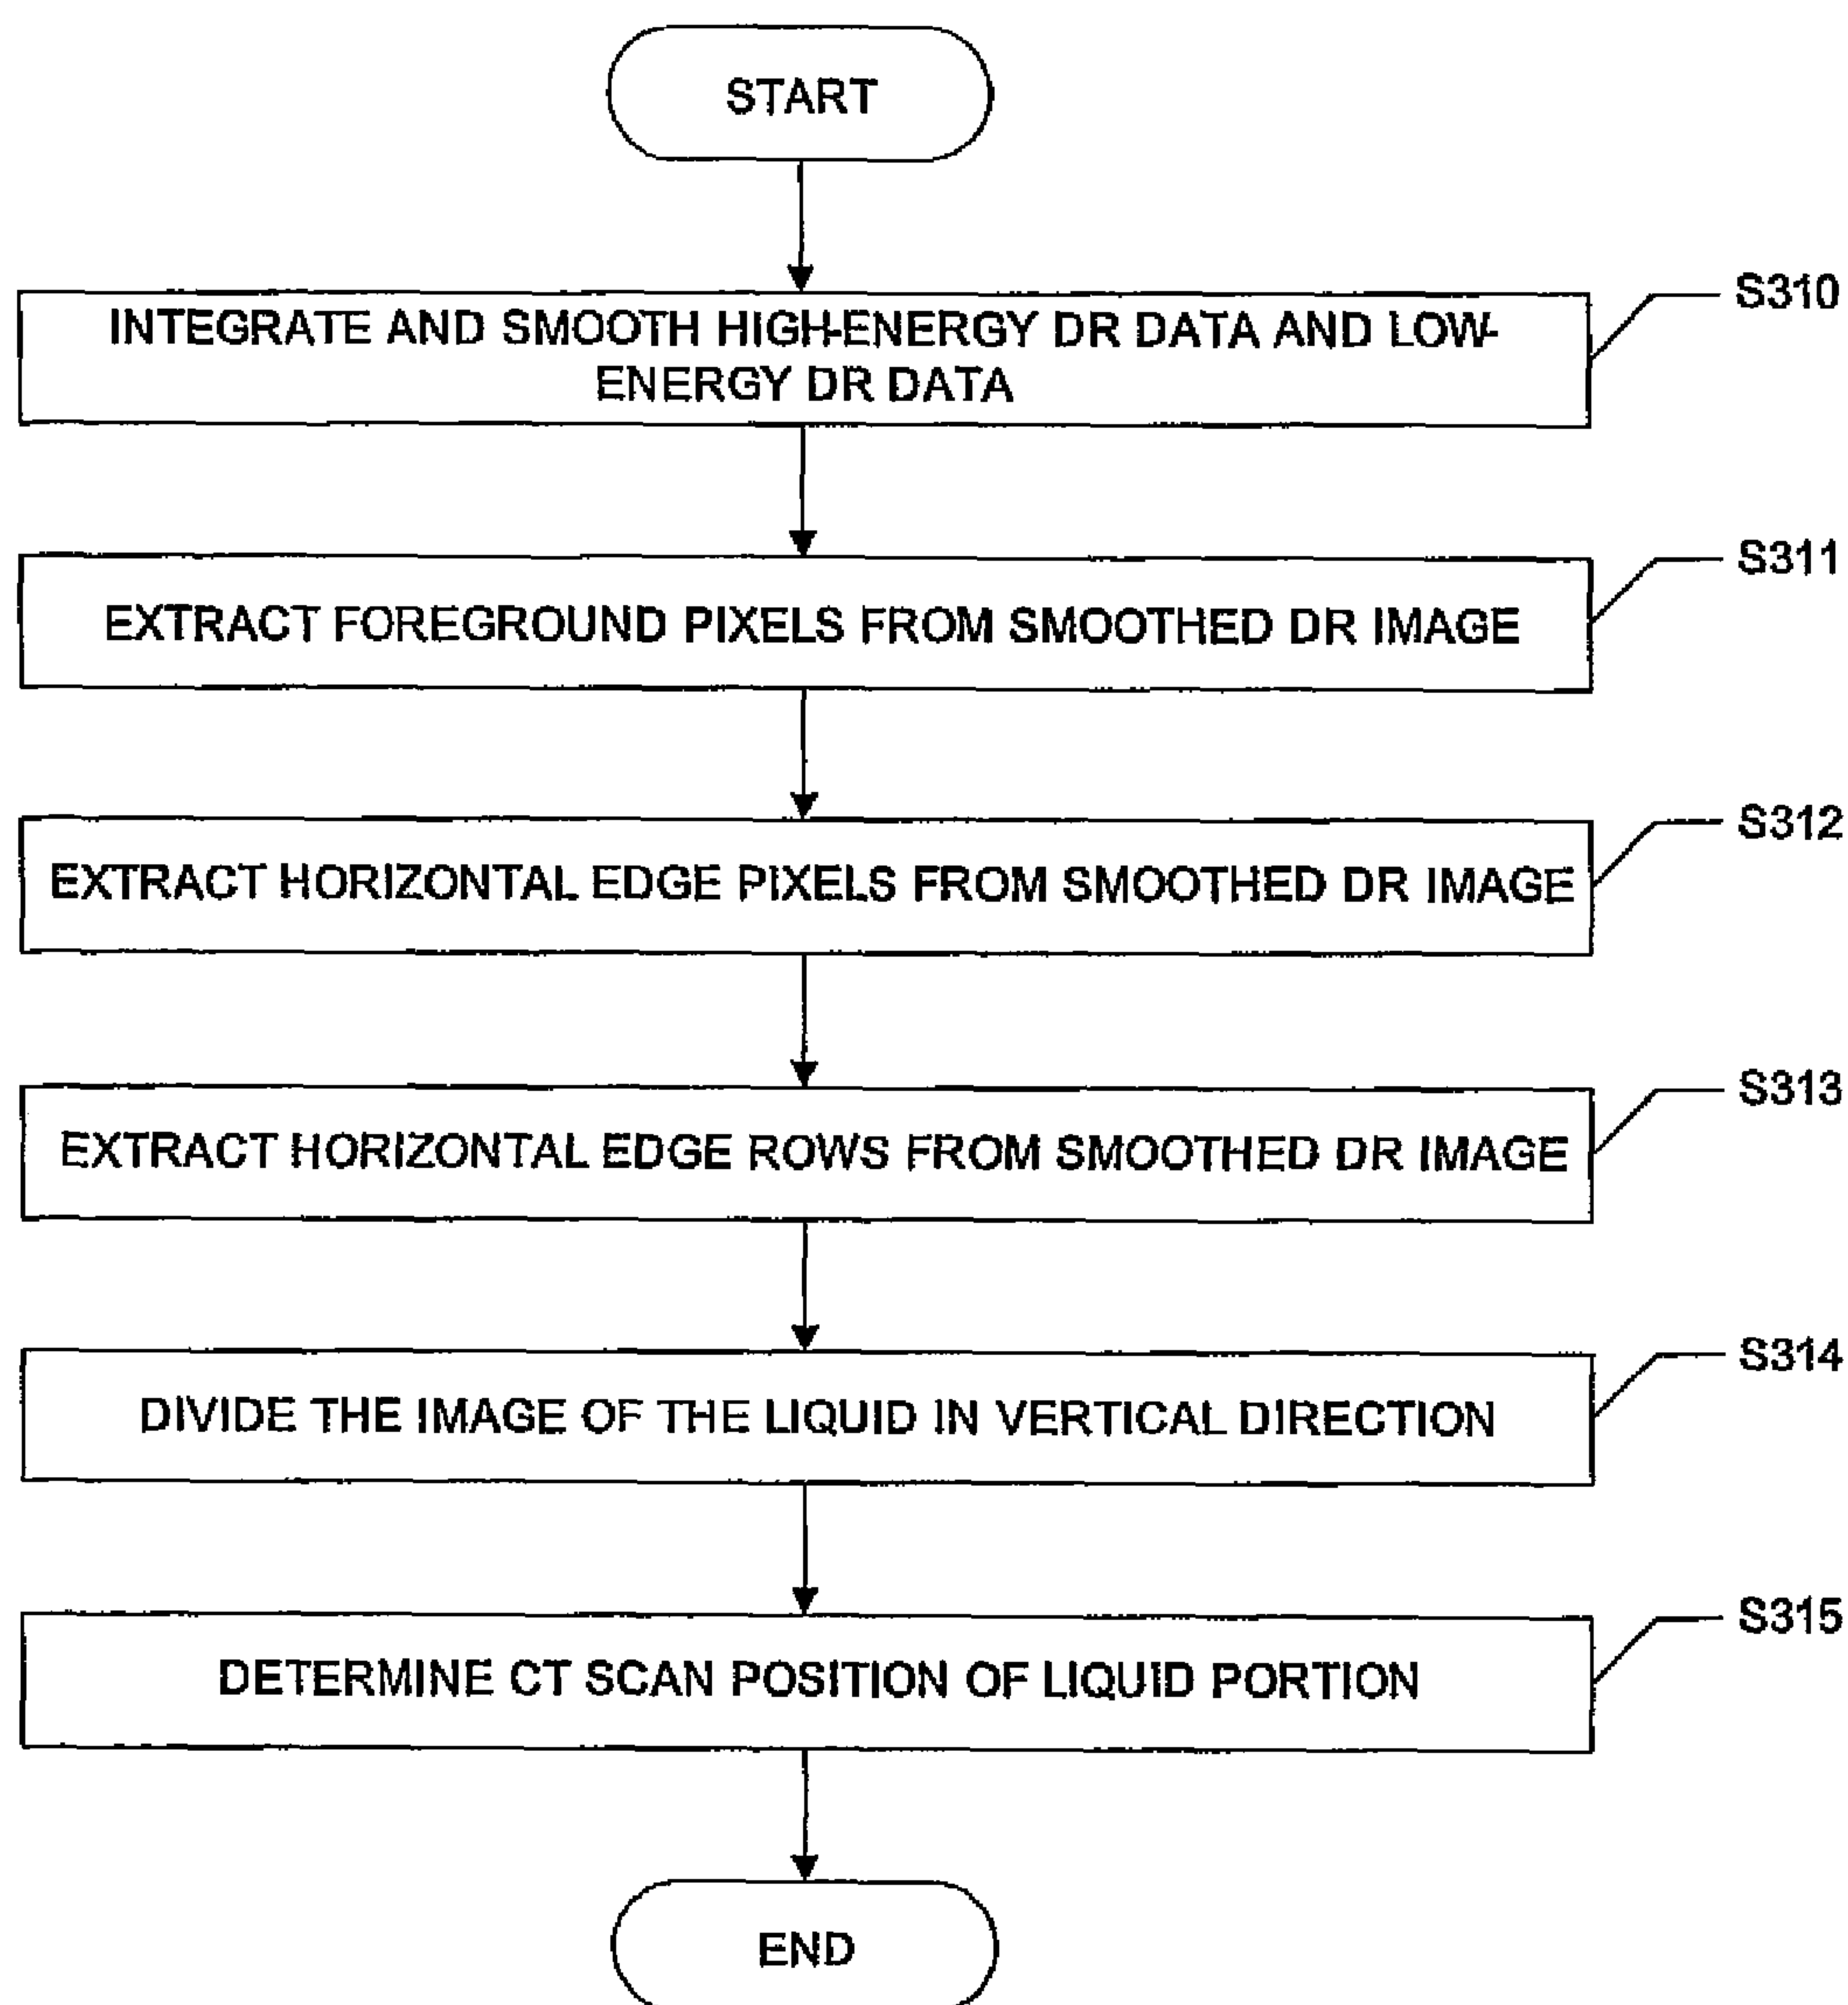 START
S310
INTEGRATE AND SMOOTH HIGH-ENERGY DR DATA AND LOW-
ENERGY DR DATA
S311
EXTRACT FOREGROUND PIXELS FROM SMOOTHED DR IMAGE
S312
EXTRACT HORIZONTAL EDGE PIXELS FROM SMOOTHED DR IMAGE
S313
EXTRACT HORIZONTAL EDGE ROWS FROM SMOOTHED DR IMAGE
S314
DIVIDE THE IMAGE OF THE LIQUID IN VERTICAL DIRECTION
S315
DETERMINE CT SCAN POSITION OF LIQUID PORTION
END